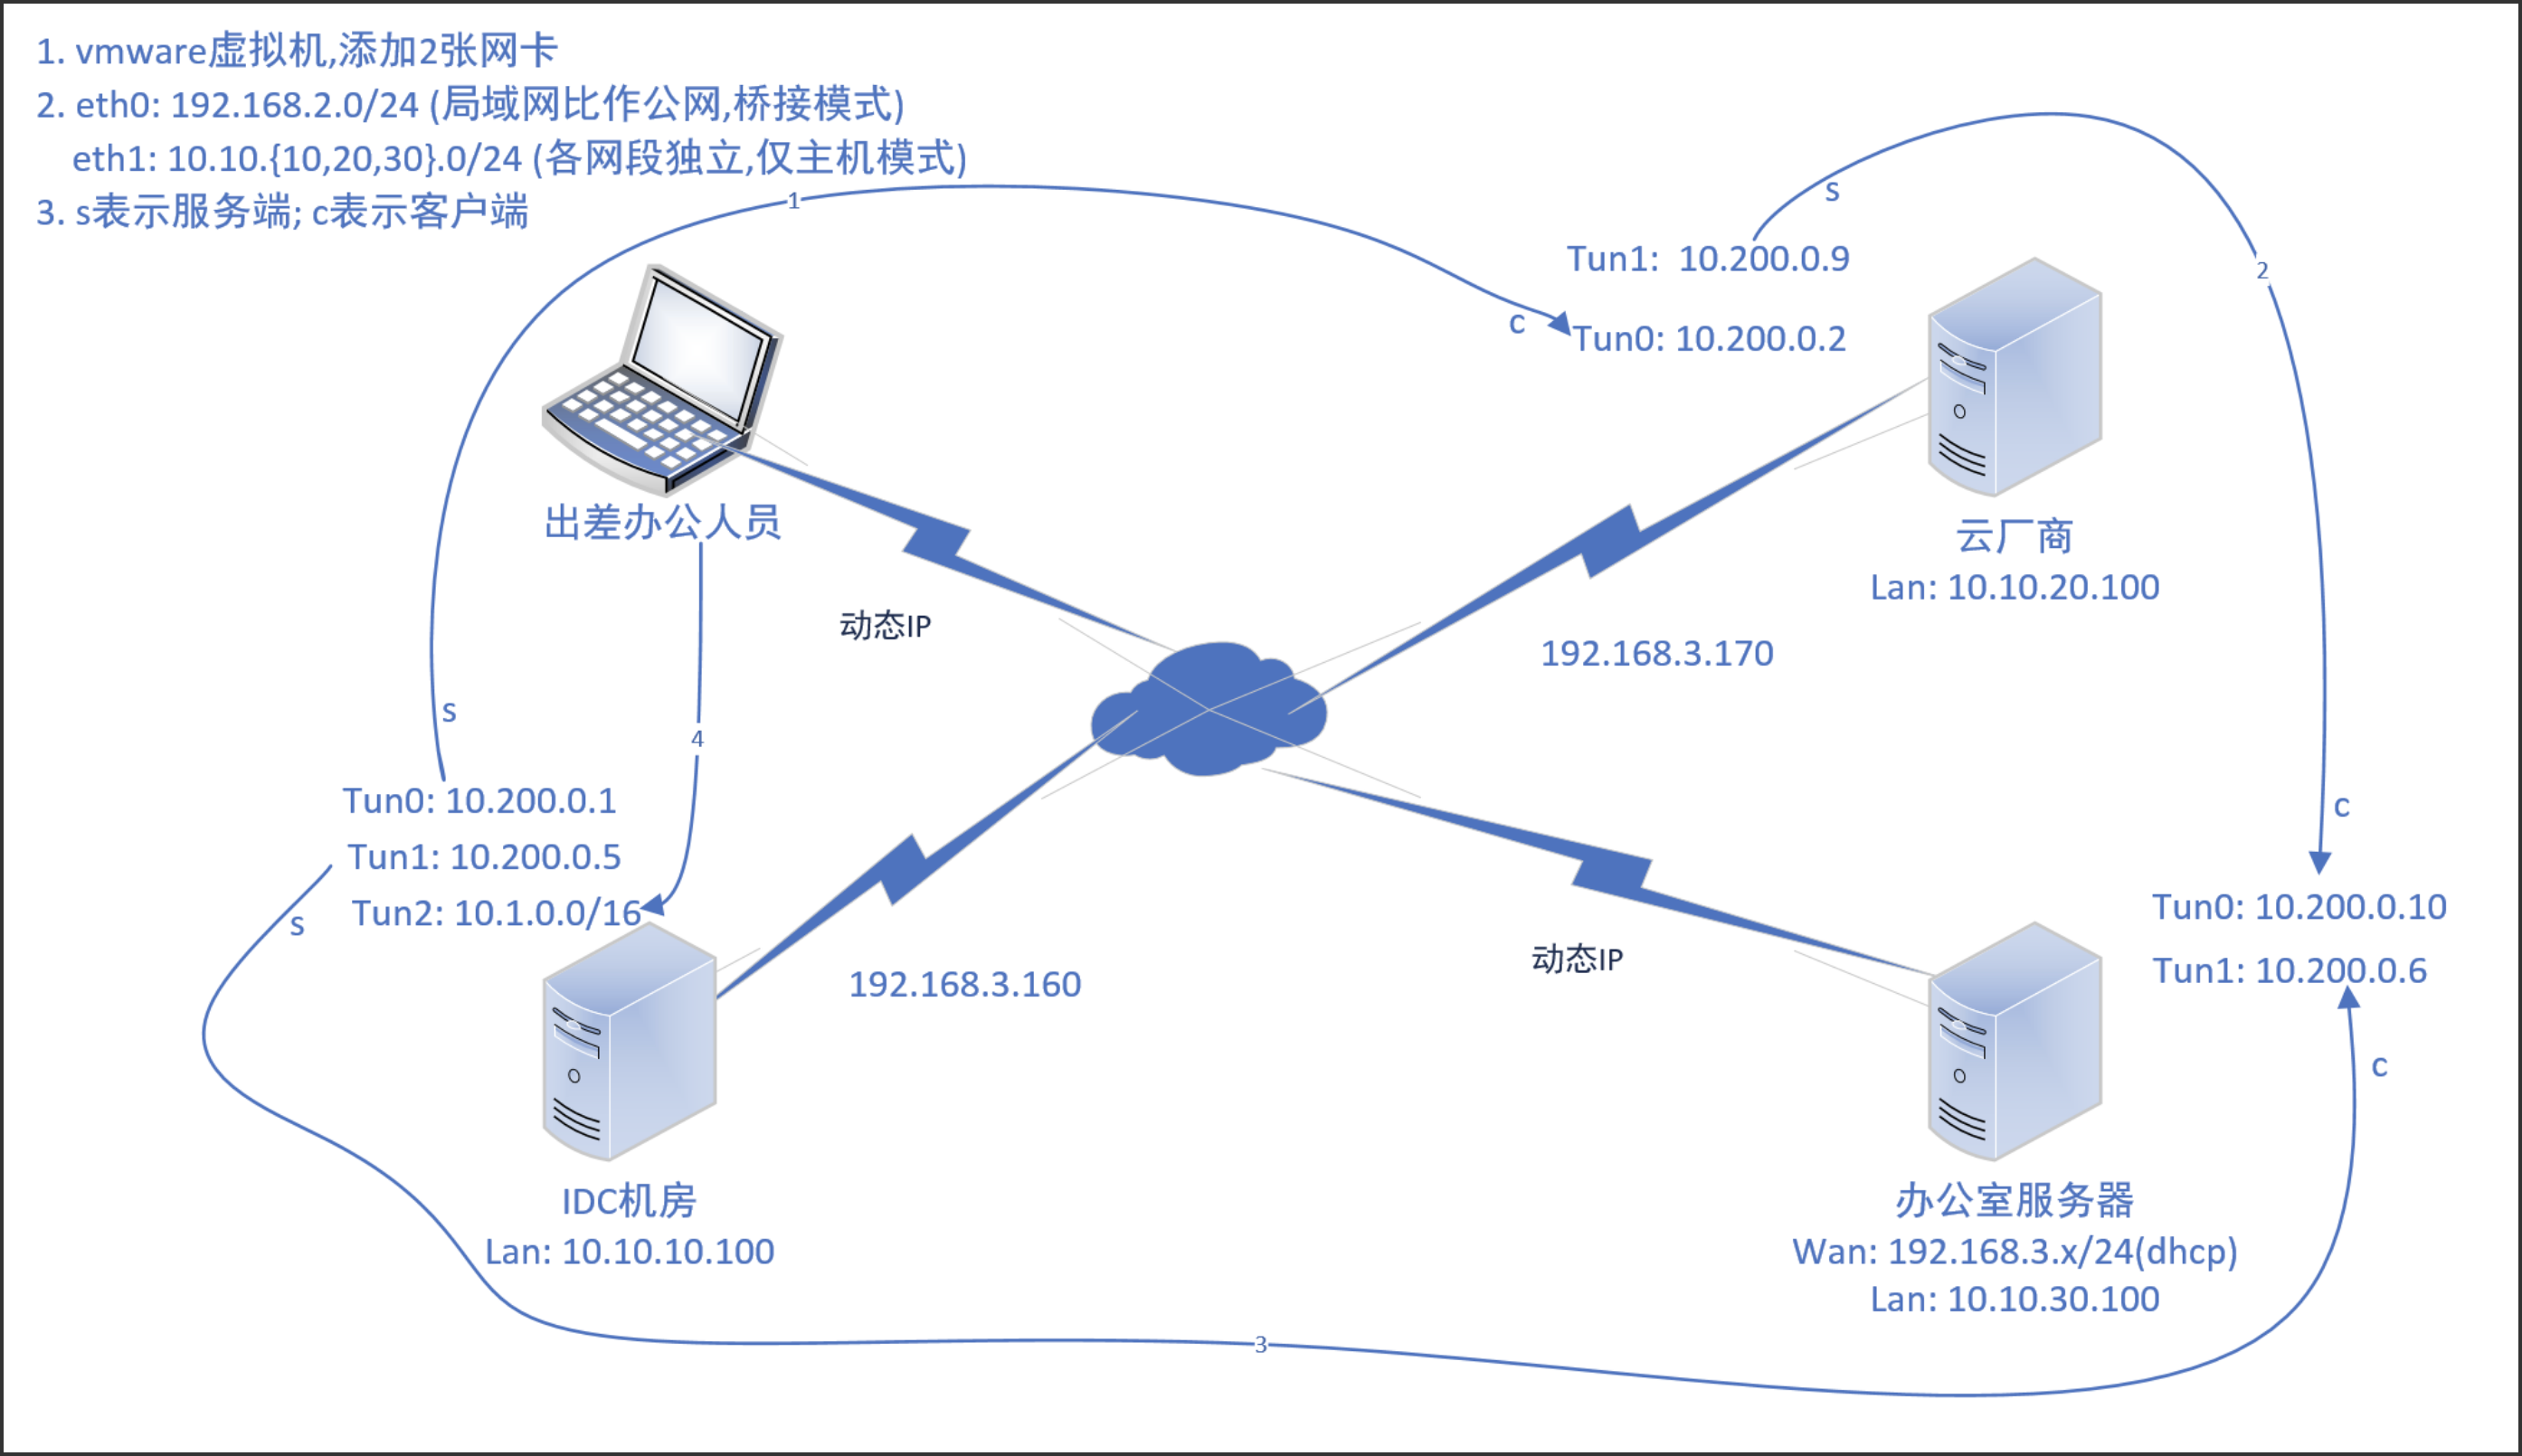 1. vmware虚拟机,添加2张网卡
2. eth0: 192.168.2.0/24 (局域网比作公网,桥接模式)
eth1: 10.10.{10,20,30}.0/24 (各网段独立,仅主机模式)
3. s表示服务端; c表示客户端
1
s
2
Tun1: 10.200.0.9
c
Tun0: 10.200.0.2
出差办公人员
云厂商
Lan: 10.10.20.100
动态IP
192.168.3.170
s
4
Tun0: 10.200.0.1
Tun1: 10.200.0.5
Tun2: 10.1.0.0/16
s
c
Tun0: 10.200.0.10
Tun1: 10.200.0.6
动态IP
192.168.3.160
c
IDC机房
Lan: 10.10.10.100
办公室服务器
Wan: 192.168.3.x/24(dhcp)
Lan: 10.10.30.100
3